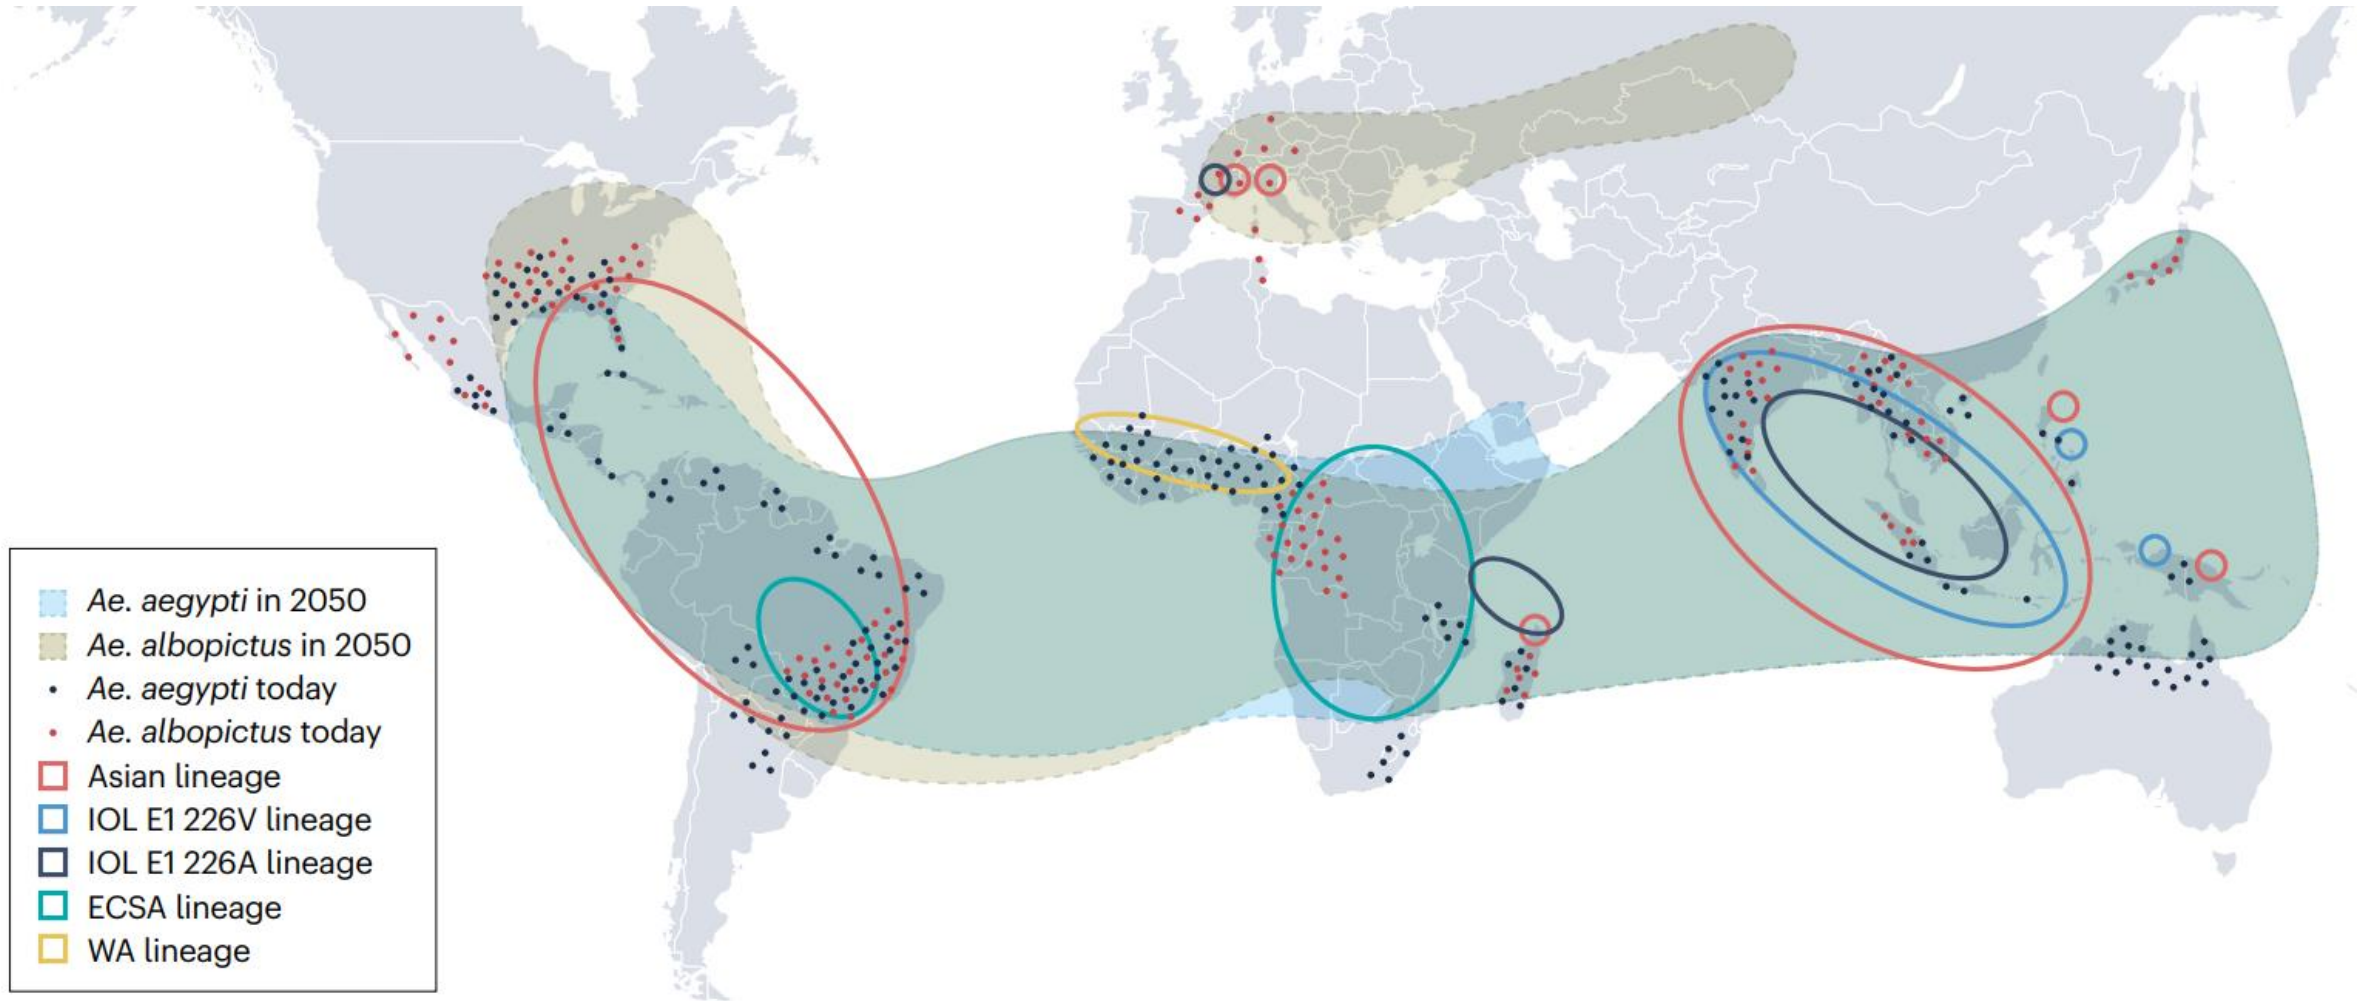 Ae. aegypti in 2050
Ae. albopictus in 2050
Ae. aegypti today
Ae. albopictus today
Asian lineage
IOL E1 226V lineage
IOL E1 226A lineage
ECSA lineage
WA lineage